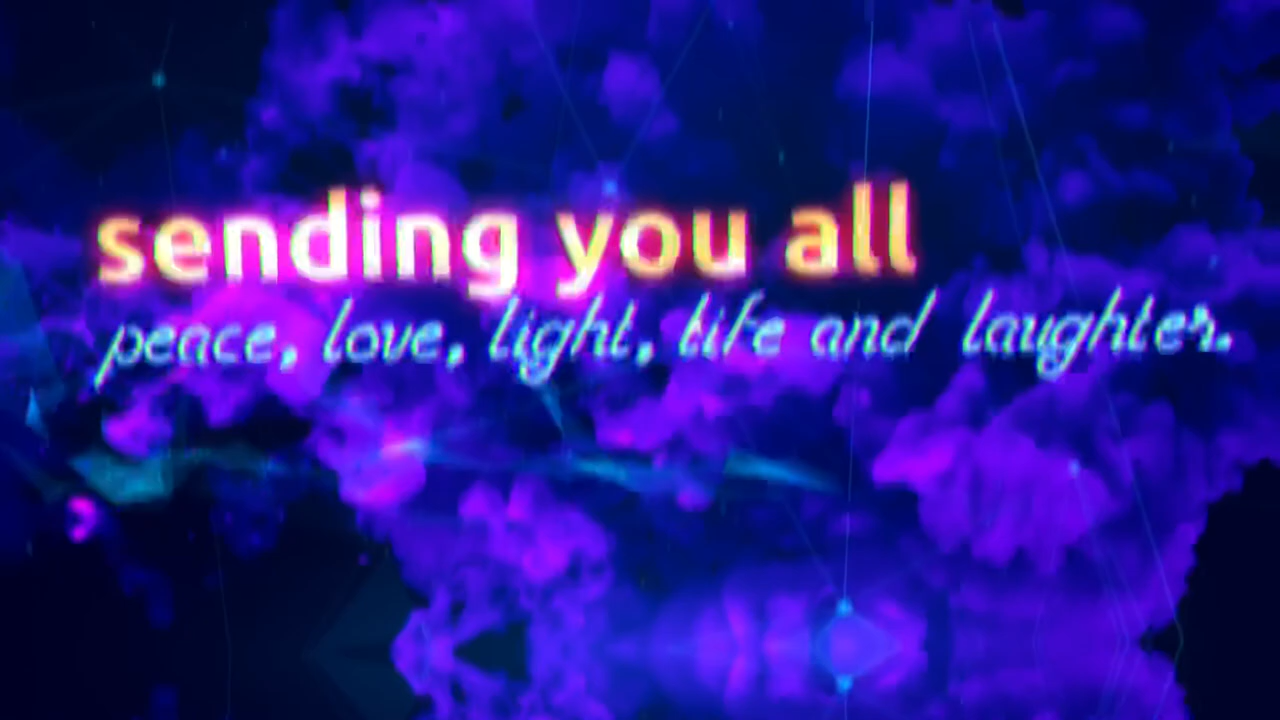 sending you all
peace, love, light, life and laughter.